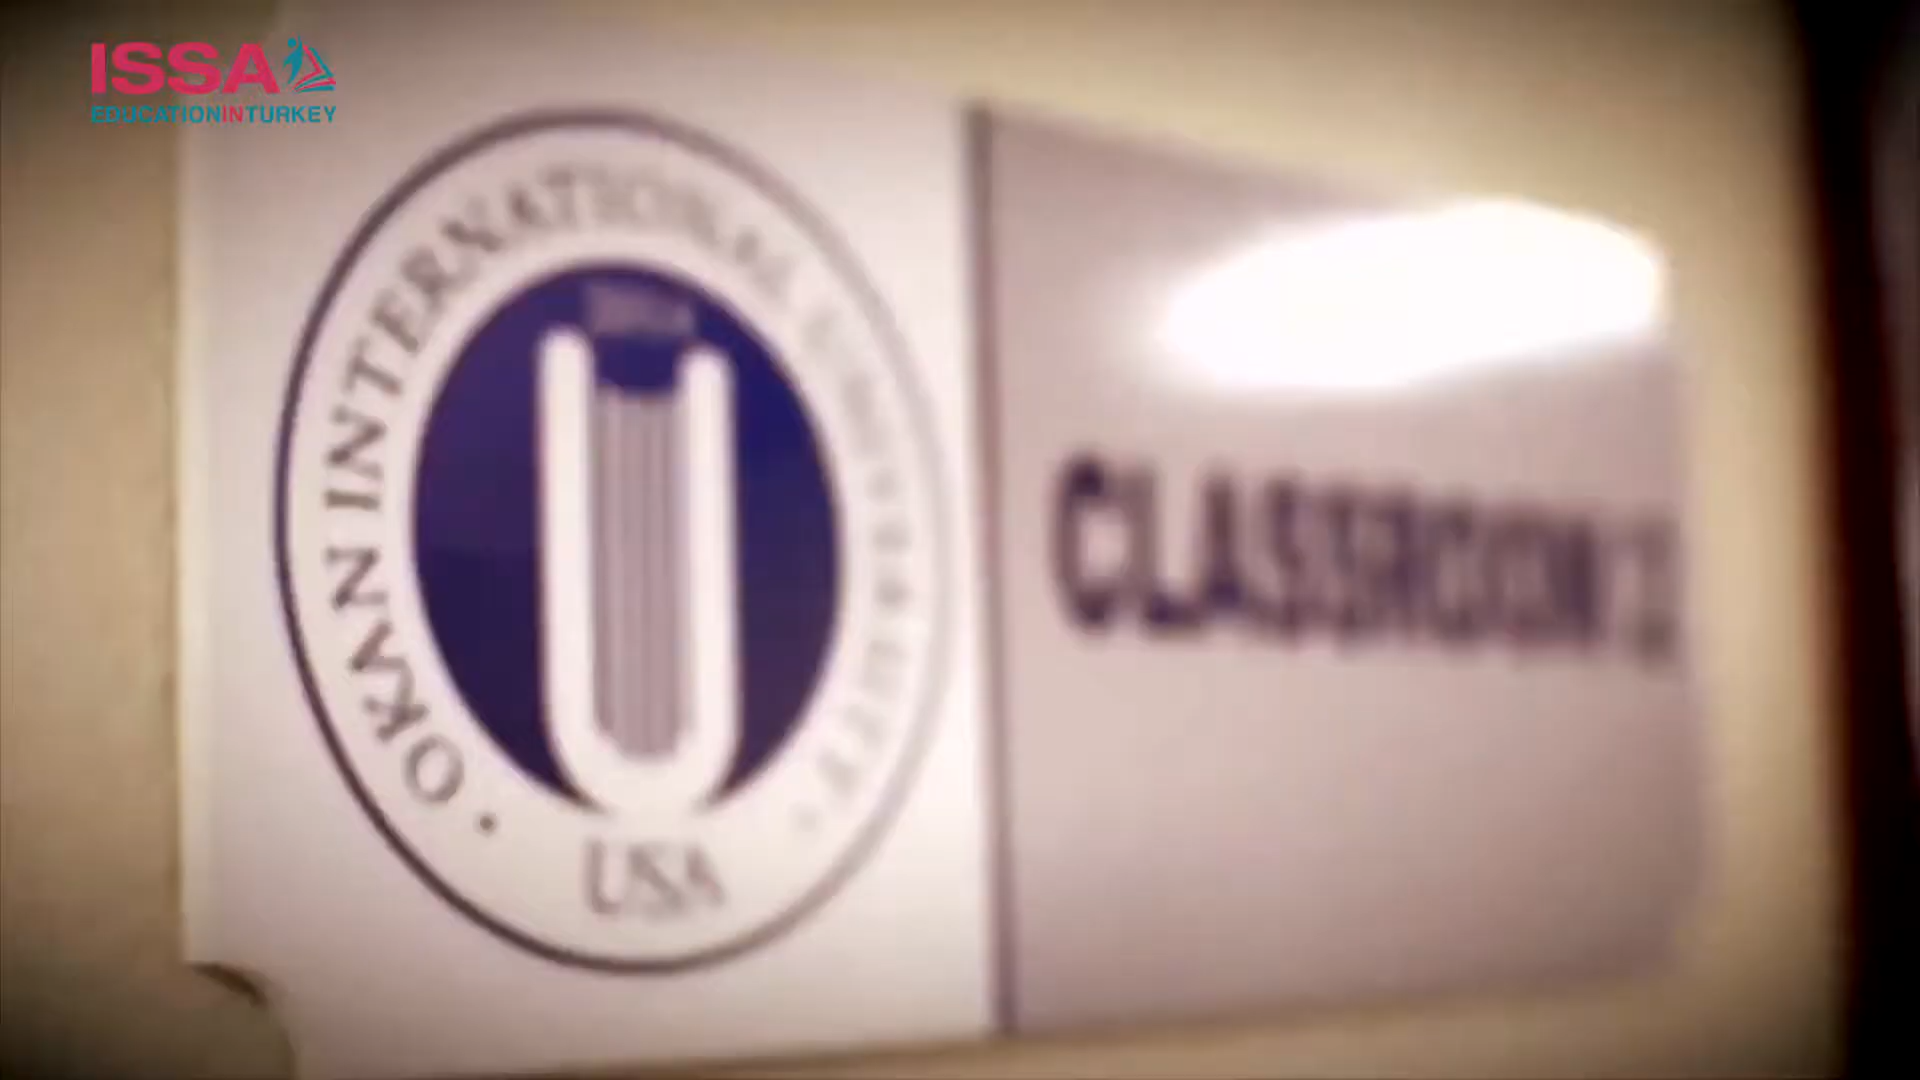 ISSA
EDUCATIONINTURKEY
• OKAN INTERNATIONAL UNIVERSITY •
USA
CLASSROOM